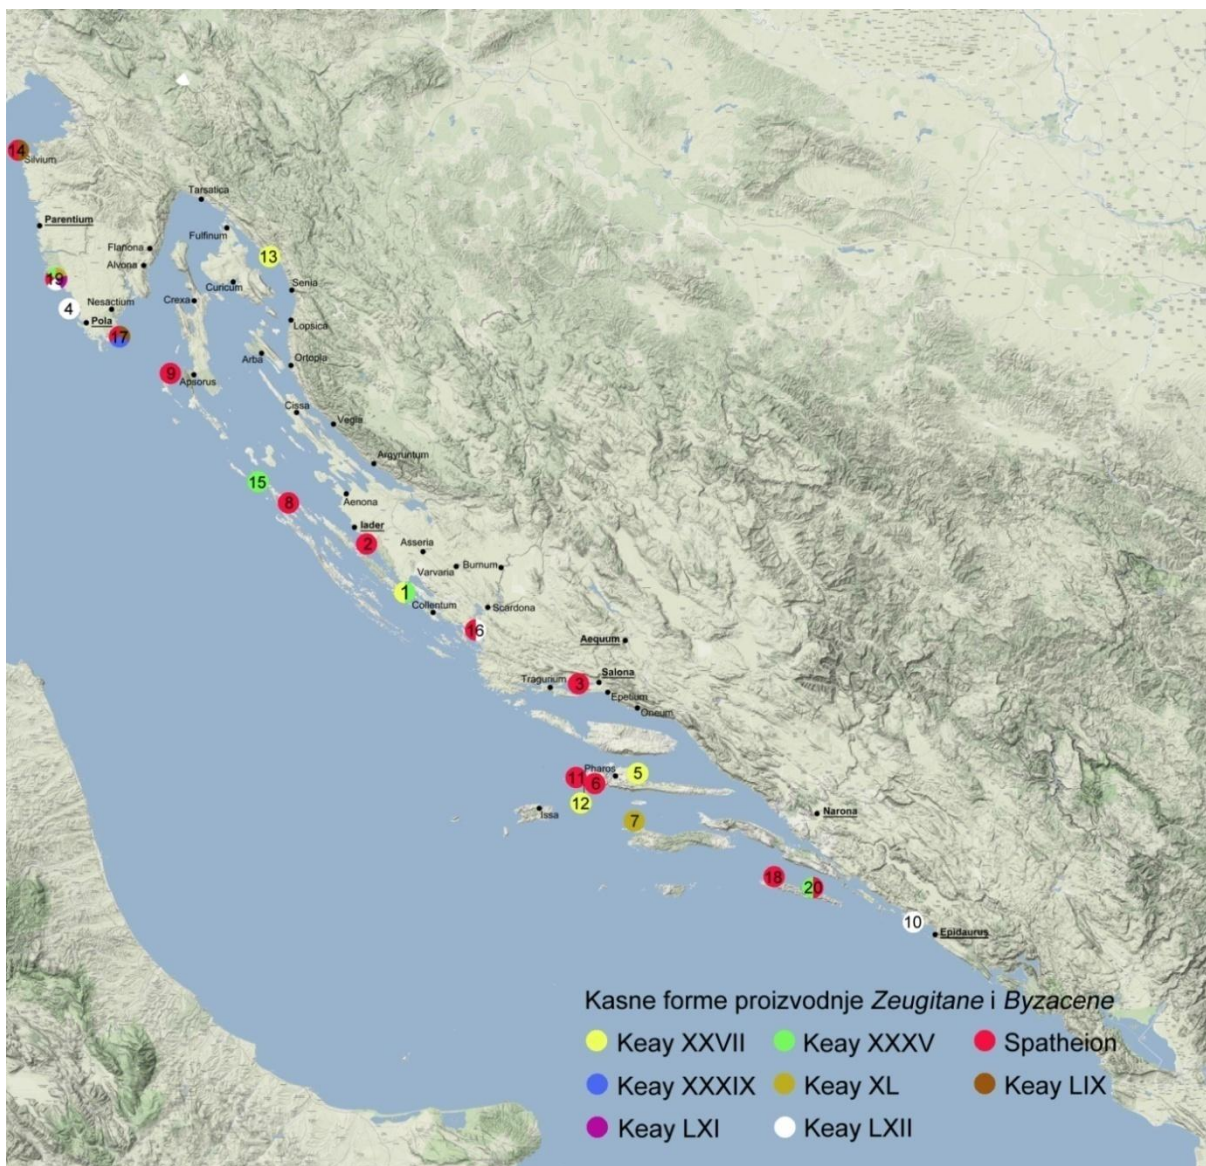 14
Silvium
Tarsatica
Parentium
Fulfinum
Flanona
13
Alvona
19
Curicum
Senia
Crexa
4
Nesactium
Pola
Lopsica
17
Arba
Ortopla
9
Apsorus
Cissa
Vegia
Argyruntum
15
Aenona
8
Iader
2
Asseria
Varvaria
Burnum
1
Collentum
Scardona
16
Aequum
Salona
Tragurium
3
Epetium
Oneum
Pharos
5
11
6
12
Issa
7
Narona
18
20
10
Epidaurus
Kasne forme proizvodnje Zeugitane i Byzacene
Keay XXVII Keay XXXV Spatheion
Keay XXXIX Keay XL Keay LIX
Keay LXI Keay LXII